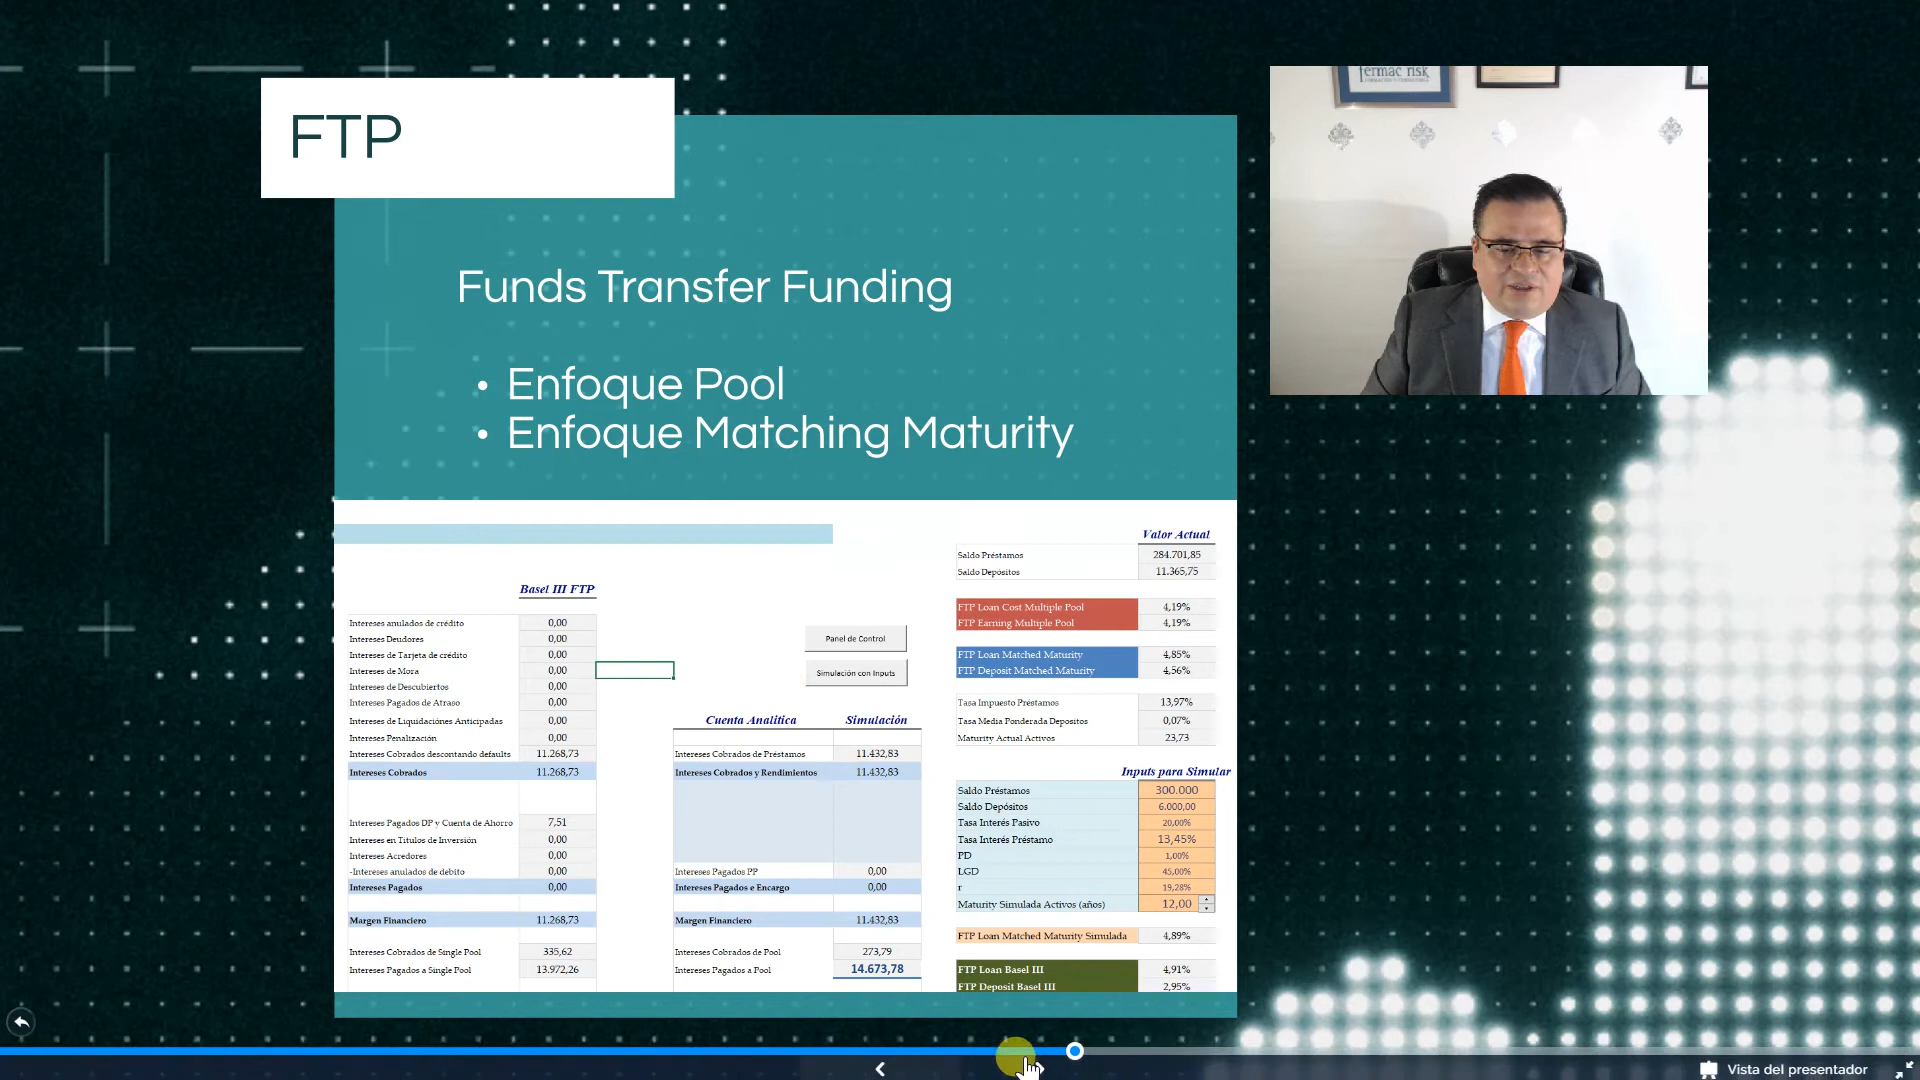 FTP
Funds Transfer Funding
• Enfoque Pool
• Enfoque Matching Maturity
ermac risk
Basel III FTP
Intereses anulados de crédito 0,00
Intereses Deudores 0,00
Intereses de Tarjeta de crédito 0,00
Intereses de Mora 0,00
Intereses de Descubiertos 0,00
Intereses Pagados de Atraso 0,00
Intereses de Liquidaciónes Anticipadas 0,00
Intereses Penalización 0,00
Intereses Cobrados descontando defaults 11.268,73
Intereses Cobrados 11.268,73
Intereses Pagados DP y Cuenta de Ahorro 7,51
Intereses en Titulos de Inversión 0,00
Intereses Acredores 0,00
-Intereses anulados de debito 0,00
Intereses Pagados 0,00
Margen Financiero 11.268,73
Intereses Cobrados de Single Pool 335,62
Intereses Pagados a Single Pool 13.972,26
Panel de Control
Simulación con Inputs
Cuenta Analitica Simulación
Intereses Cobrados de Préstamos 11.432,83
Intereses Cobrados y Rendimientos 11.432,83
Intereses Pagados PP 0,00
Intereses Pagados e Encargo 0,00
Margen Financiero 11.432,83
Intereses Cobrados de Pool 273,79
Intereses Pagados a Pool 14.673,78
Valor Actual
Saldo Préstamos 284.701,85
Saldo Depósitos 11.365,75
FTP Loan Cost Multiple Pool 4,19%
FTP Earning Multiple Pool 4,19%
FTP Loan Matched Maturity 4,85%
FTP Deposit Matched Maturity 4,56%
Tasa Impuesto Préstamos 13,97%
Tasa Media Ponderada Depositos 0,07%
Maturity Actual Activos 23,73
Inputs para Simular
Saldo Préstamos 300.000
Saldo Depósitos 6.000,00
Tasa Interés Pasivo 20,00%
Tasa Interés Préstamo 13,45%
PD 1,00%
LGD 45,00%
r 19,28%
Maturity Simulada Activos (años) 12,00
FTP Loan Matched Maturity Simulada 4,89%
FTP Loan Basel III 4,91%
FTP Deposit Basel III 2,95%
Vista del presentador